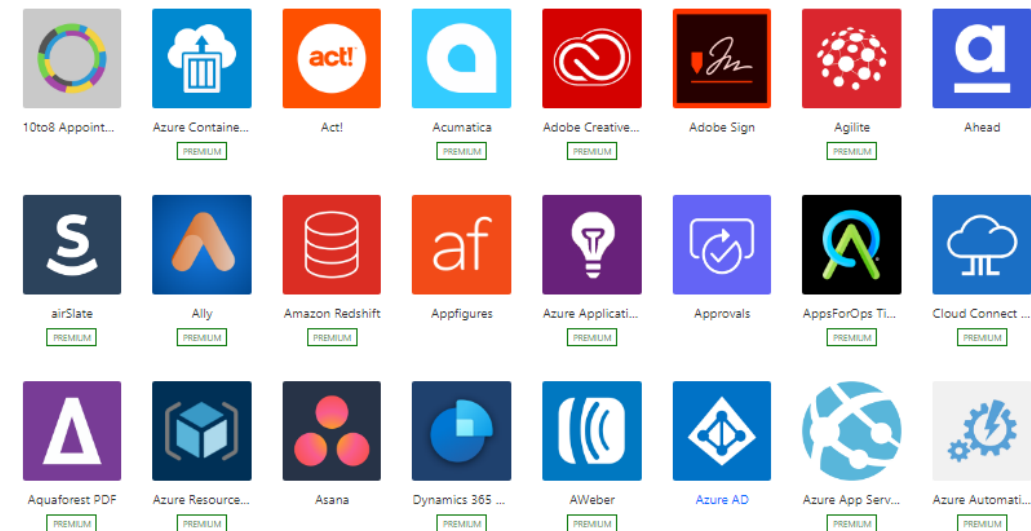 act!
a
10to8 Appoint...
Azure Containe...
Act!
Acumatica
Adobe Creative...
Adobe Sign
Agilite
Ahead
PREMIUM
PREMIUM
PREMIUM
PREMIUM
S
af
airSlate
Ally
Amazon Redshift
Appfigures
Azure Applicati...
Approvals
AppsForOps Ti...
Cloud Connect ...
PREMIUM
PREMIUM
PREMIUM
PREMIUM
PREMIUM
PREMIUM
Aquaforest PDF
Azure Resource...
Asana
Dynamics 365 ...
AWeber
Azure AD
Azure App Serv...
Azure Automati...
PREMIUM
PREMIUM
PREMIUM
PREMIUM
PREMIUM
PREMIUM